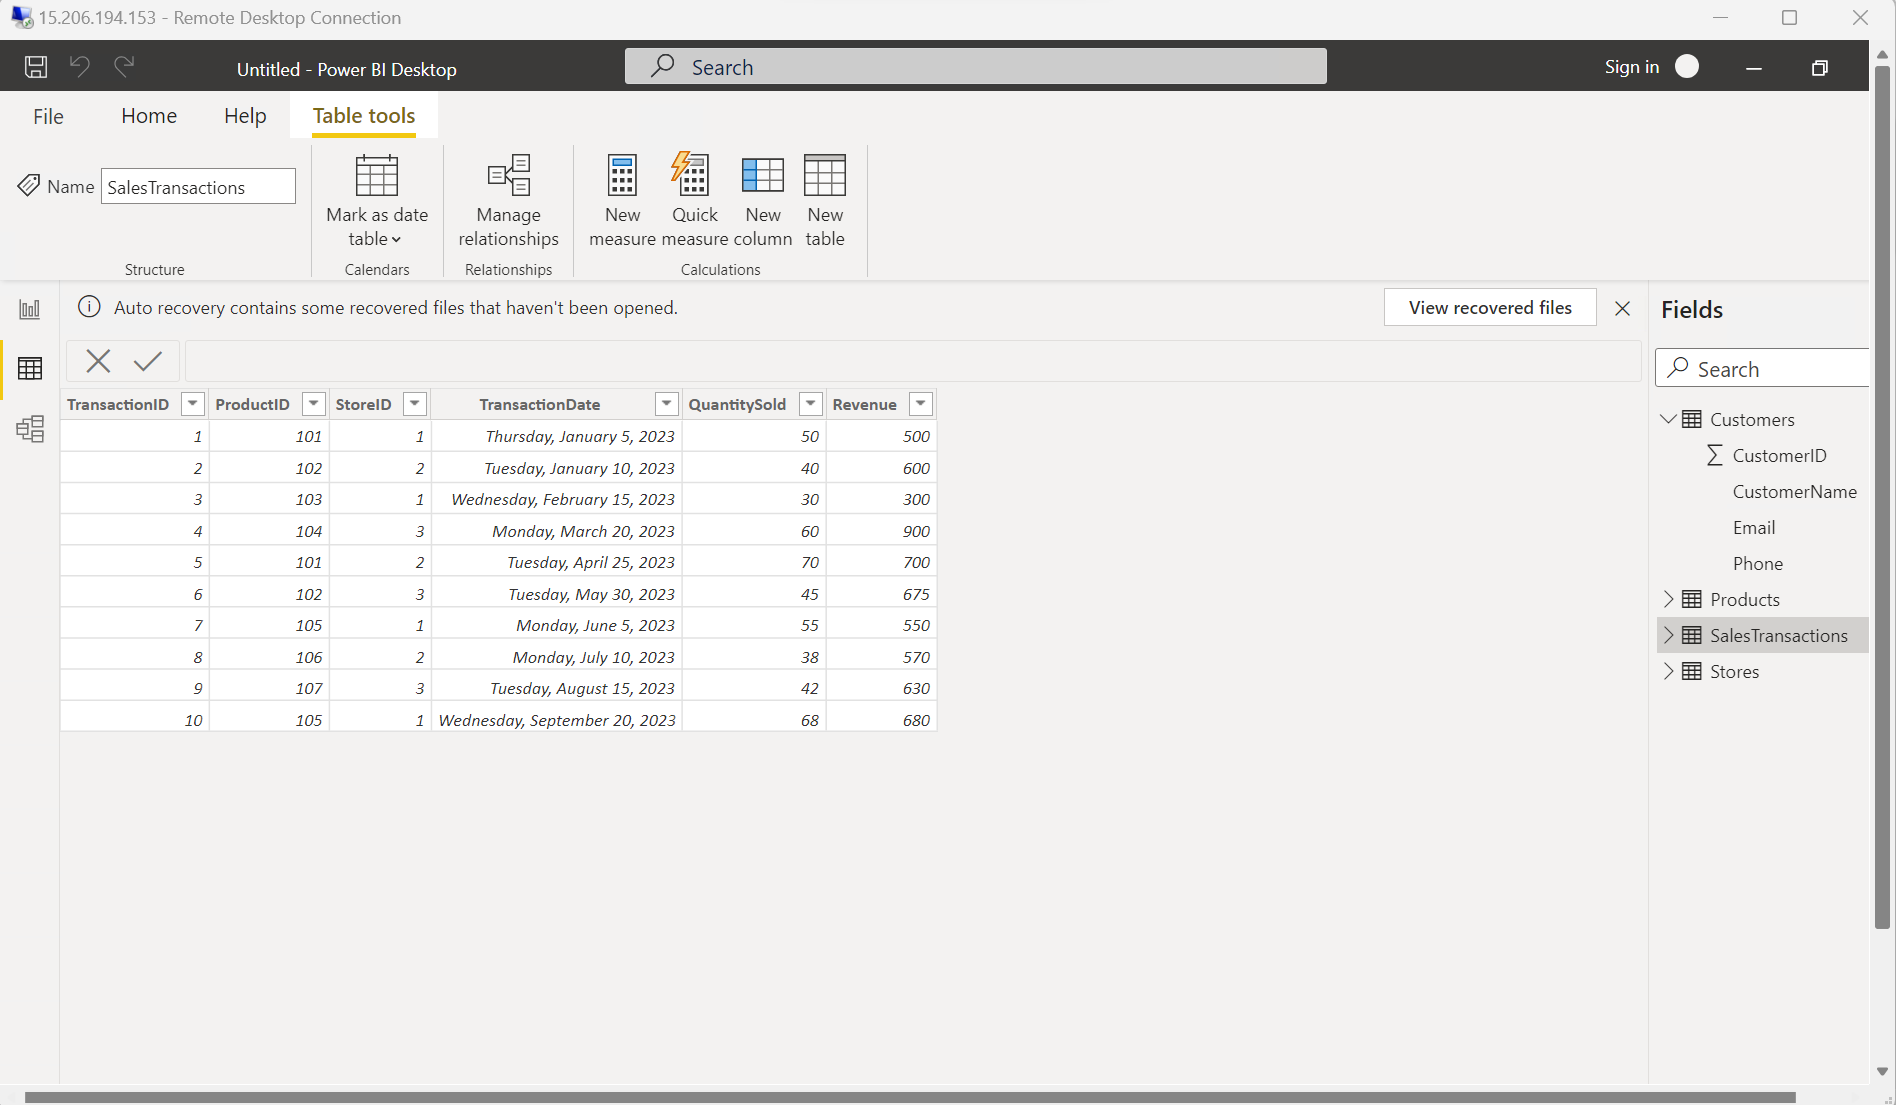 15.206.194.153 - Remote Desktop Connection
Untitled - Power BI Desktop
Search
Sign in
File
Home
Help
Table tools
Name
SalesTransactions
Structure
Mark as date
table
Calendars
Manage
relationships
Relationships
New
measure
Quick
measure
New
column
New
table
Calculations
Auto recovery contains some recovered files that haven't been opened.
View recovered files
TransactionID ProductID StoreID TransactionDate QuantitySold Revenue
1 101 1 Thursday, January 5, 2023 50 500
2 102 2 Tuesday, January 10, 2023 40 600
3 103 1 Wednesday, February 15, 2023 30 300
4 104 3 Monday, March 20, 2023 60 900
5 101 2 Tuesday, April 25, 2023 70 700
6 102 3 Tuesday, May 30, 2023 45 675
7 105 1 Monday, June 5, 2023 55 550
8 106 2 Monday, July 10, 2023 38 570
9 107 3 Tuesday, August 15, 2023 42 630
10 105 1 Wednesday, September 20, 2023 68 680
Fields
Search
Customers
CustomerID
CustomerName
Email
Phone
Products
SalesTransactions
Stores